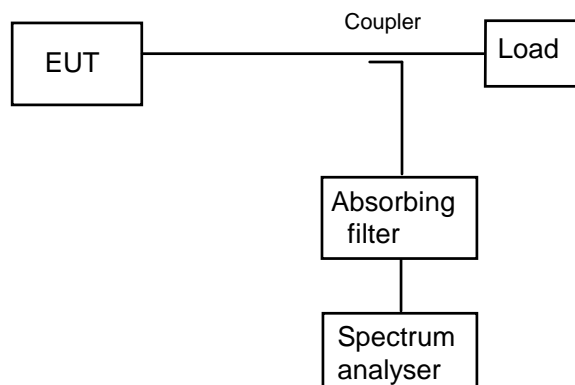 Coupler
EUT
Load
Absorbing
filter
Spectrum
analyser